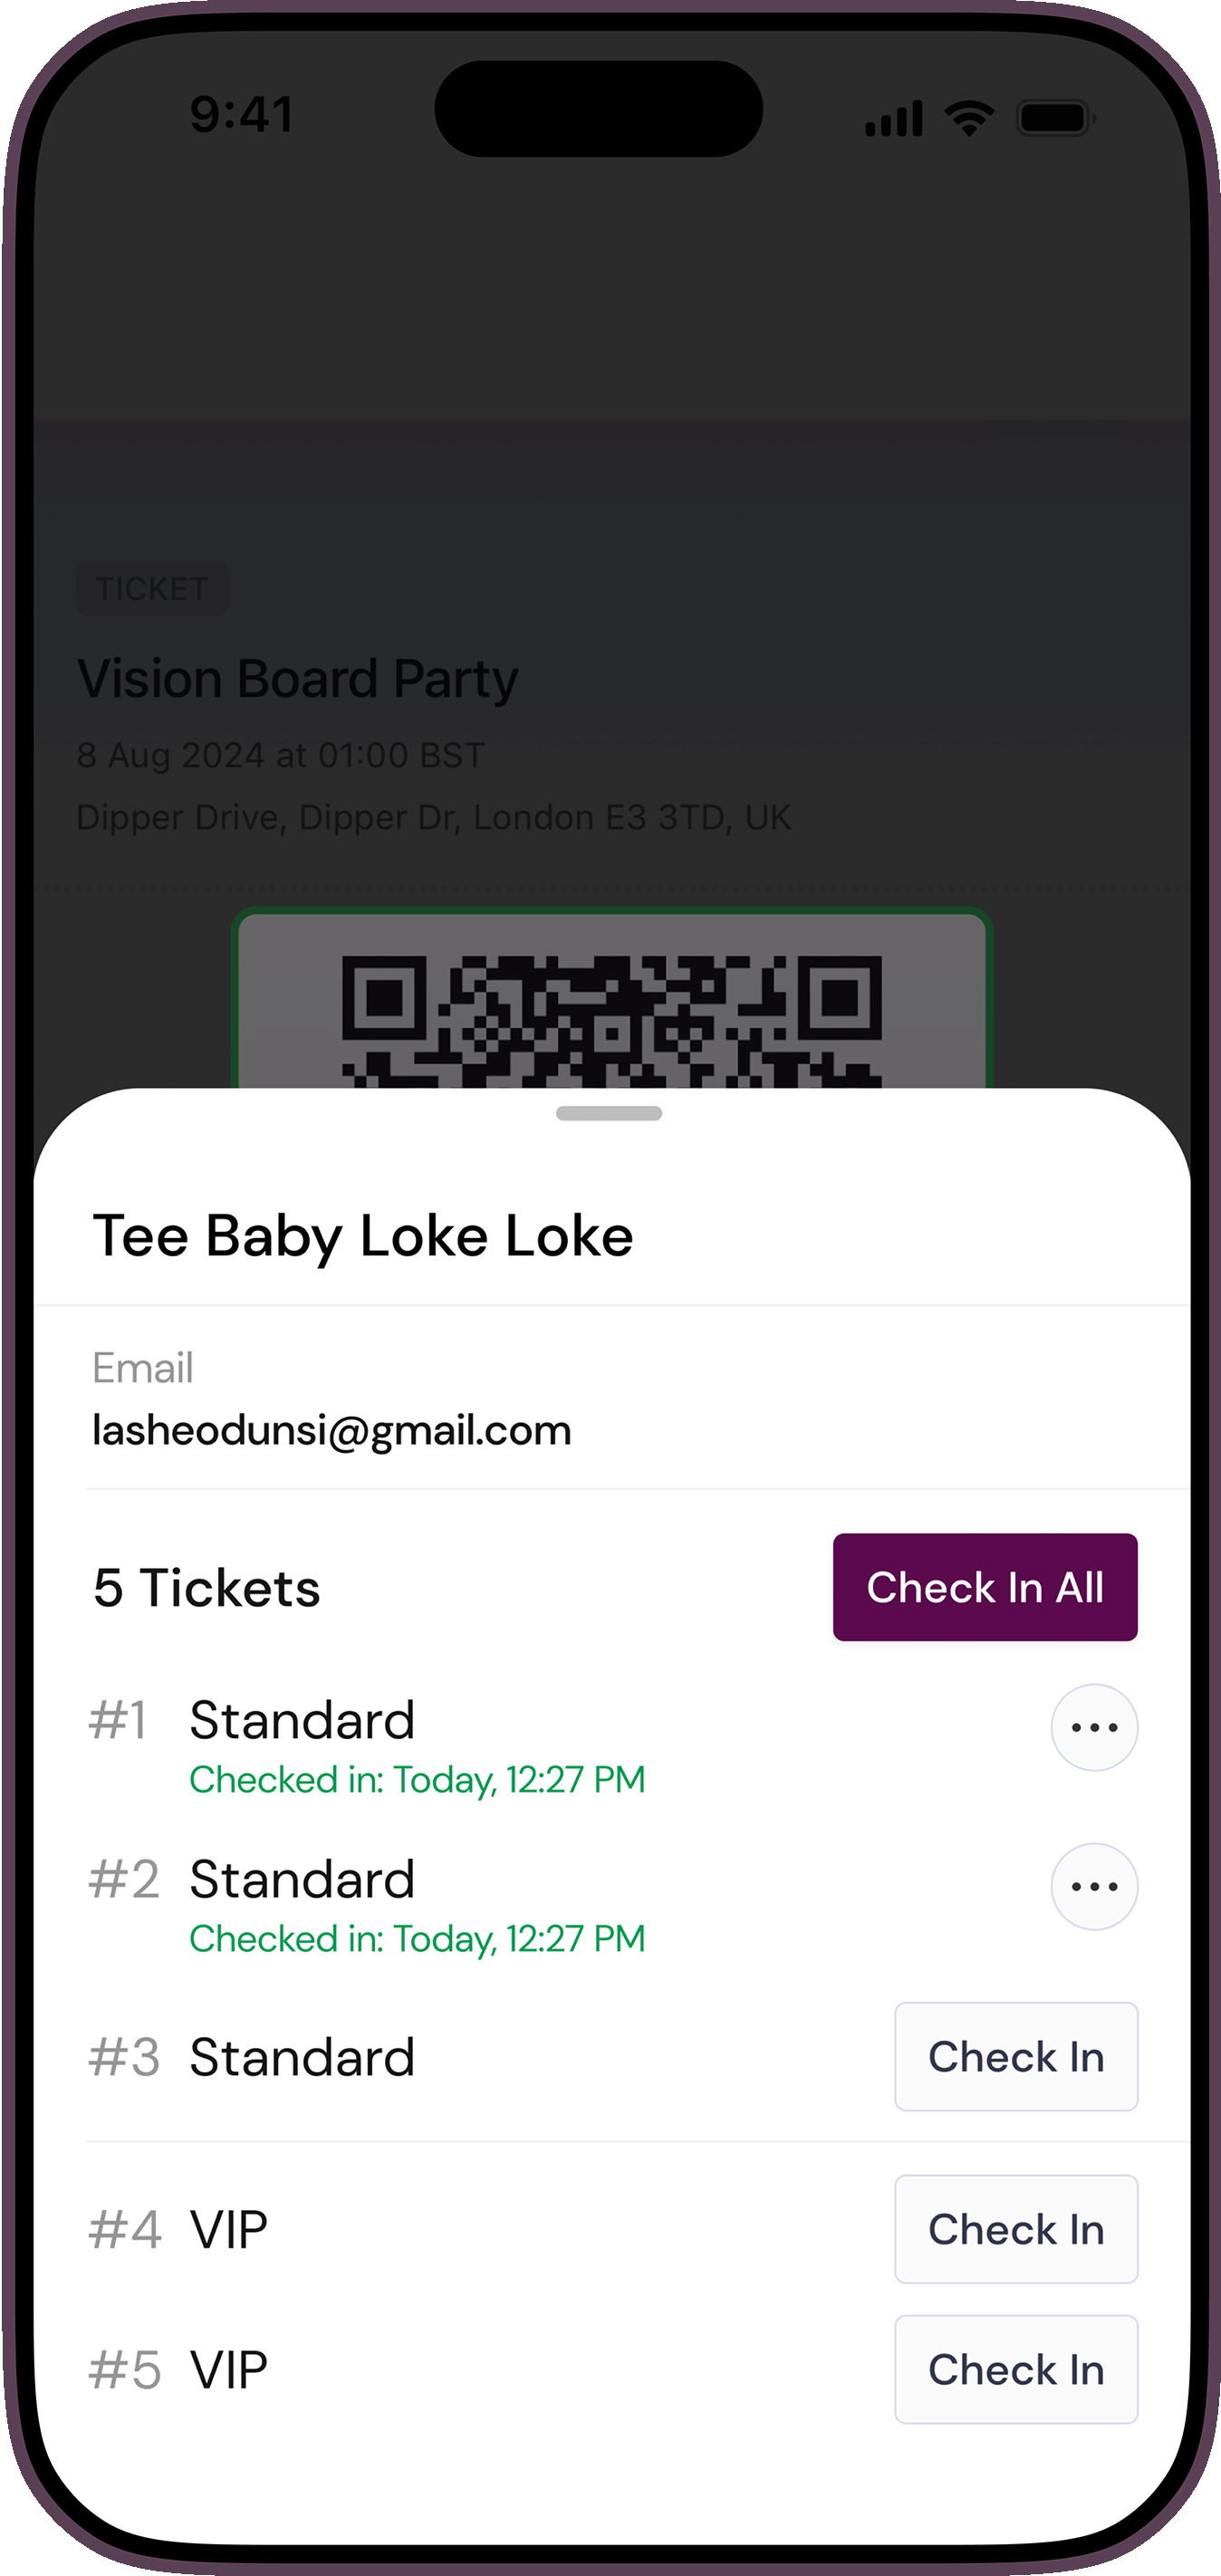 9:41
TICKET
Vision Board Party
8 Aug 2024 at 01:00 BST
Dipper Drive, Dipper Dr, London E3 3TD, UK
Tee Baby Loke Loke
Email
lasheodunsi@gmail.com
5 Tickets Check In All
#1 Standard
Checked in: Today, 12:27 PM
#2 Standard
Checked in: Today, 12:27 PM
#3 Standard Check In
#4 VIP Check In
#5 VIP Check In